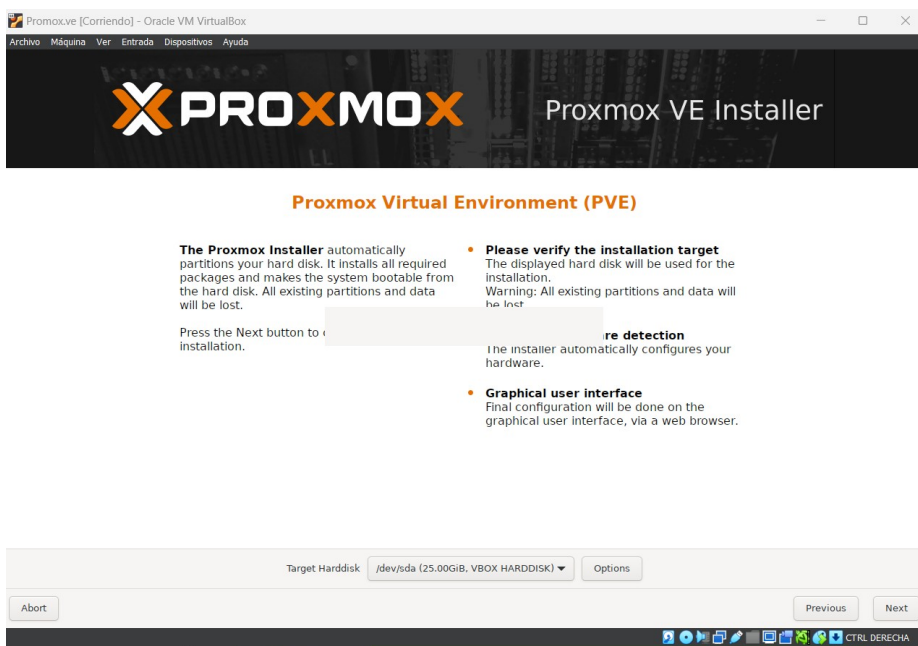 Promox.ve [Corriendo] - Oracle VM VirtualBox
Archivo Máquina Ver Entrada Dispositivos Ayuda
PROXMOX
Proxmox VE Installer
Proxmox Virtual Environment (PVE)
The Proxmox Installer automatically
partitions your hard disk. It installs all required
packages and makes the system bootable from
the hard disk. All existing partitions and data
will be lost.
Press the Next button to
installation.
Please verify the installation target
The displayed hard disk will be used for the
installation.
Warning: All existing partitions and data will
be lost
detection
The installer automatically configures your
hardware.
Graphical user interface
Final configuration will be done on the
graphical user interface, via a web browser.
Target Harddisk /dev/sda (25.00GiB, VBOX HARDDISK) Options
Abort Previous Next
CTRL DERECHA